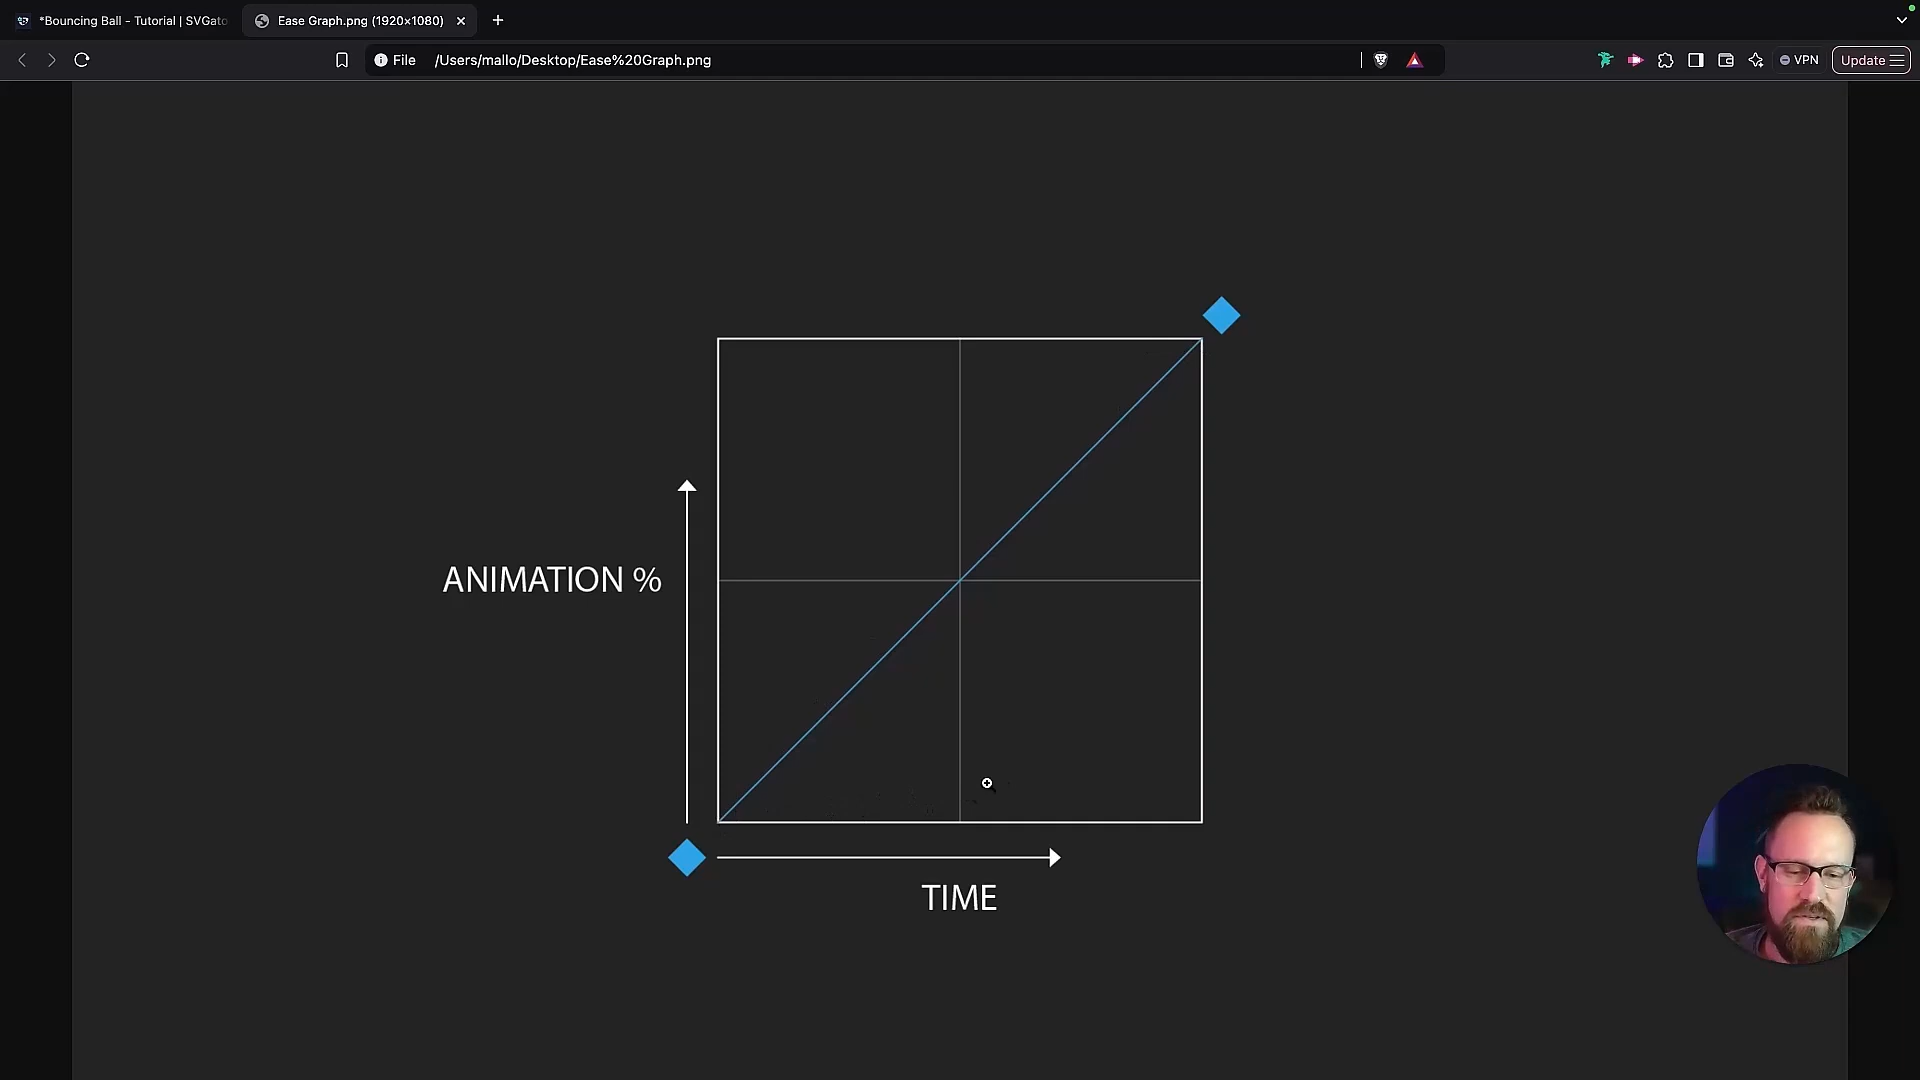 *Bouncing Ball - Tutorial | SVGato
Ease Graph.png (1920×1080)
File /Users/mallo/Desktop/Ease%20Graph.png
VPN
Update
ANIMATION %
TIME